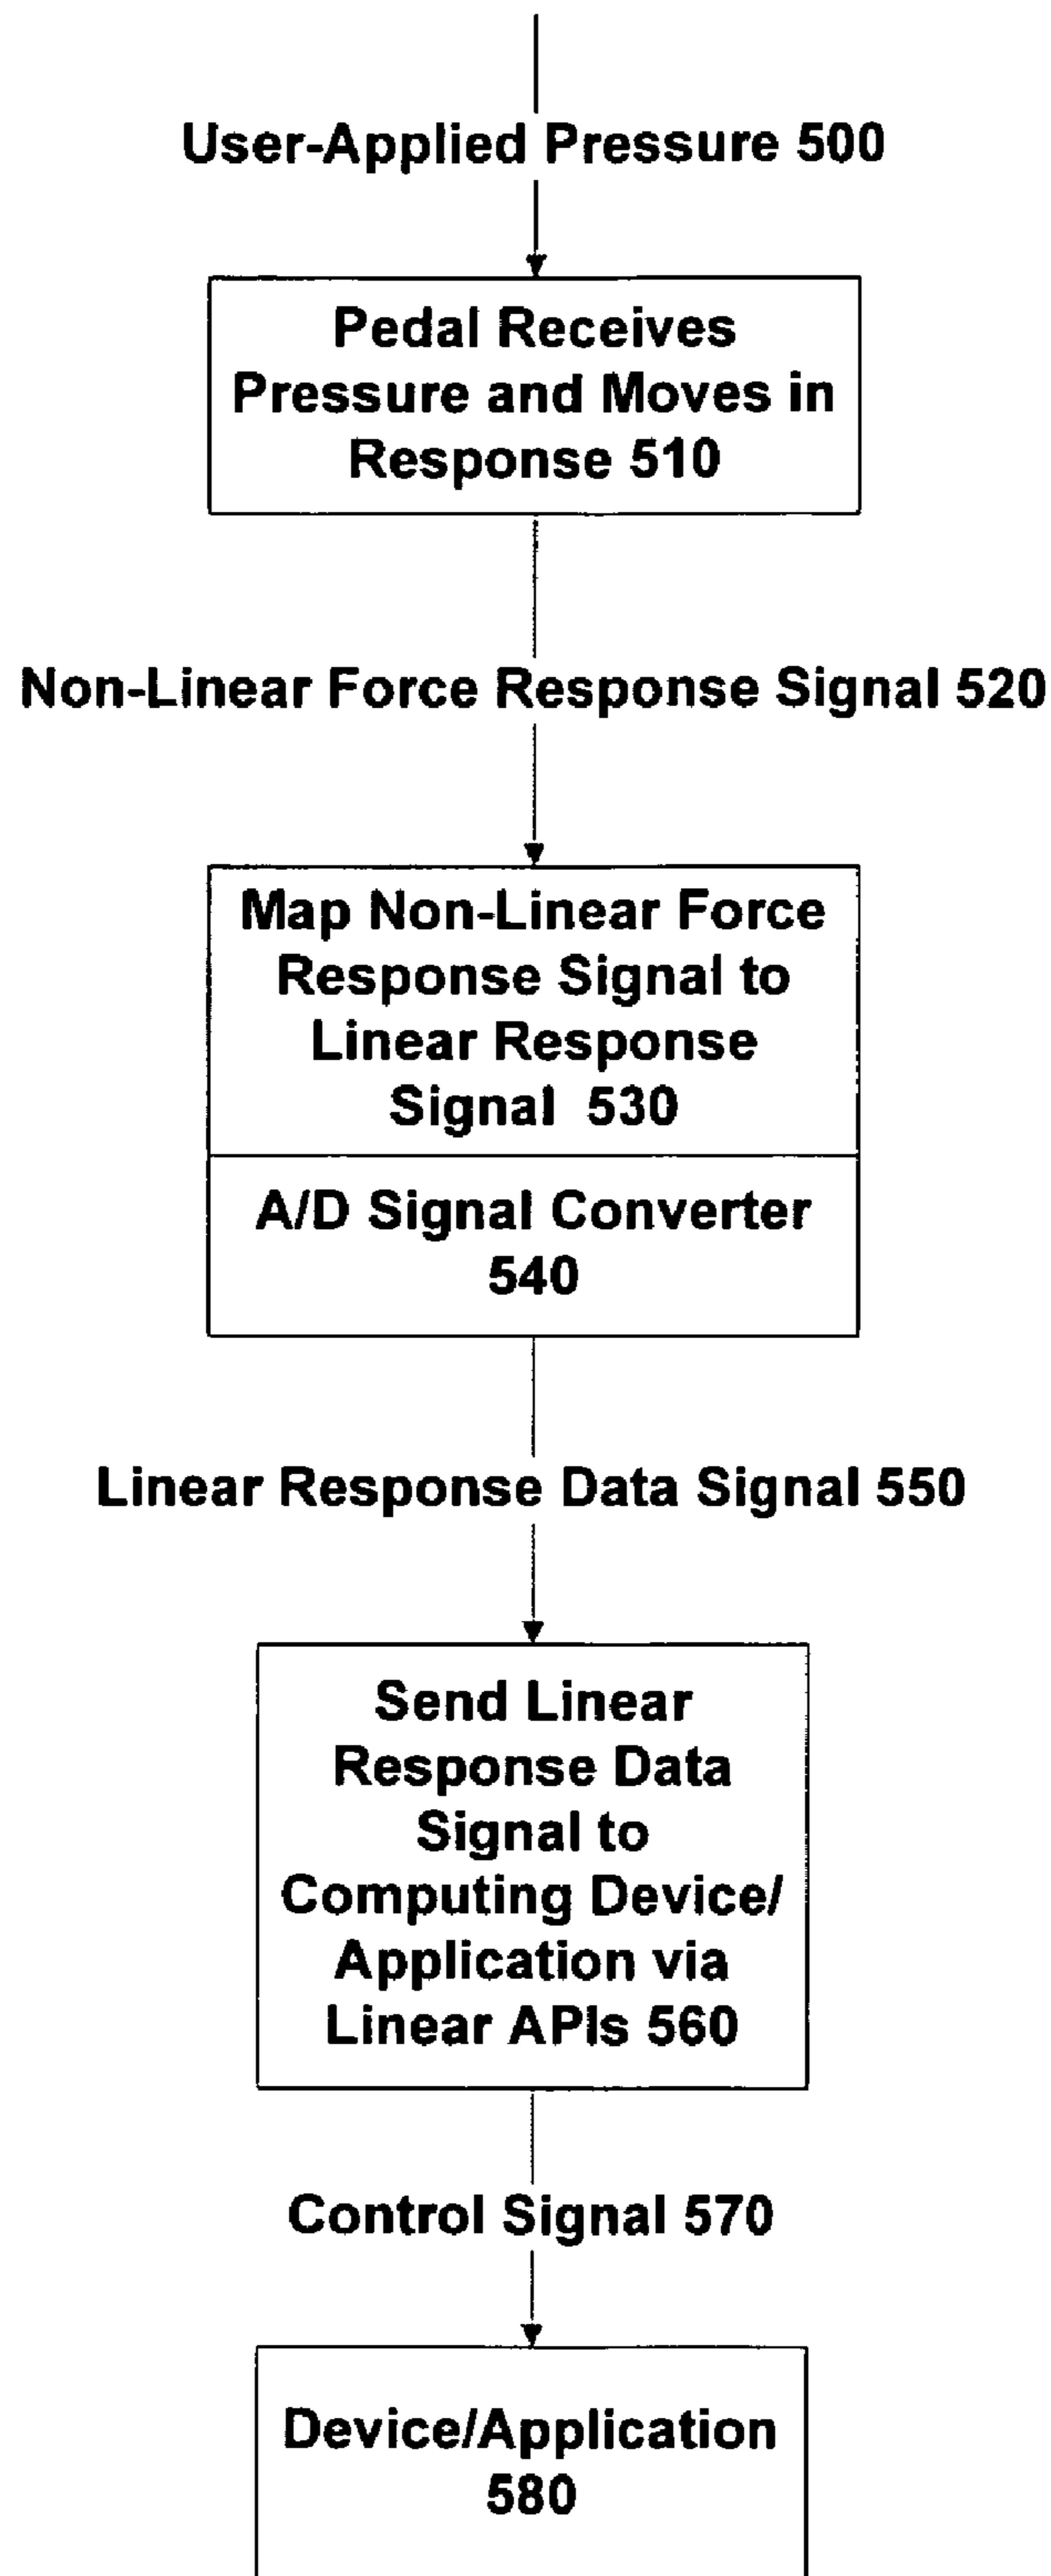 User-Applied Pressure 500
Pedal Receives
Pressure and Moves in
Response 510
Non-Linear Force Response Signal 520
Map Non-Linear Force
Response Signal to
Linear Response
Signal 530
A/D Signal Converter
540
Linear Response Data Signal 550
Send Linear
Response Data
Signal to
Computing Device/
Application via
Linear APIs 560
Control Signal 570
Device/Application
580